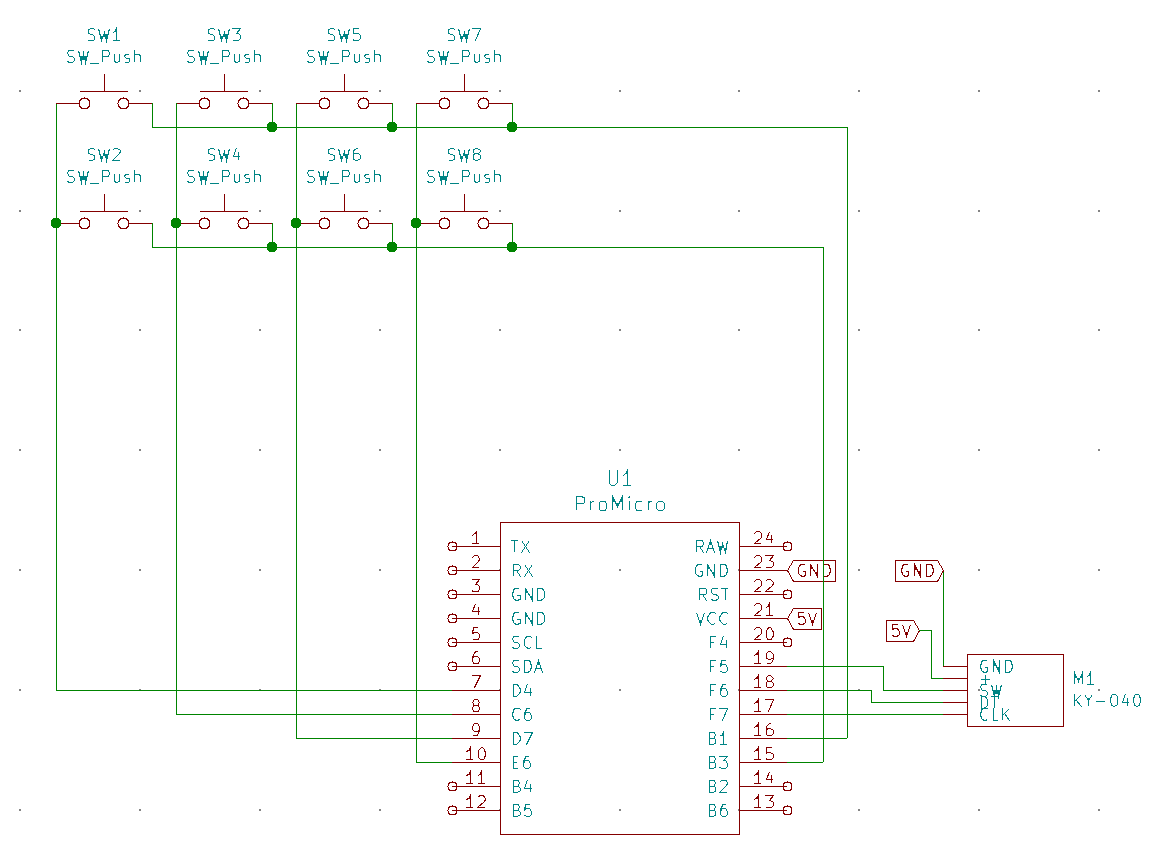 SW1
SW_Push
SW3
SW_Push
SW5
SW_Push
SW7
SW_Push
SW2
SW_Push
SW4
SW_Push
SW6
SW_Push
SW8
SW_Push
U1
ProMicro
1 TX
2 RX
3 GND
4 GND
5 SCL
6 SDA
7 D4
8 C6
9 D7
10 E6
11 B4
12 B5
RAW 24
GND 23 GND
RST 22
VCC 21 5V
F4 20
F5 19
F6 18
F7 17
B1 16
B3 15
B2 14
B6 13
GND
5V
GND
+
SW
DT
CLK
M1
KY-040